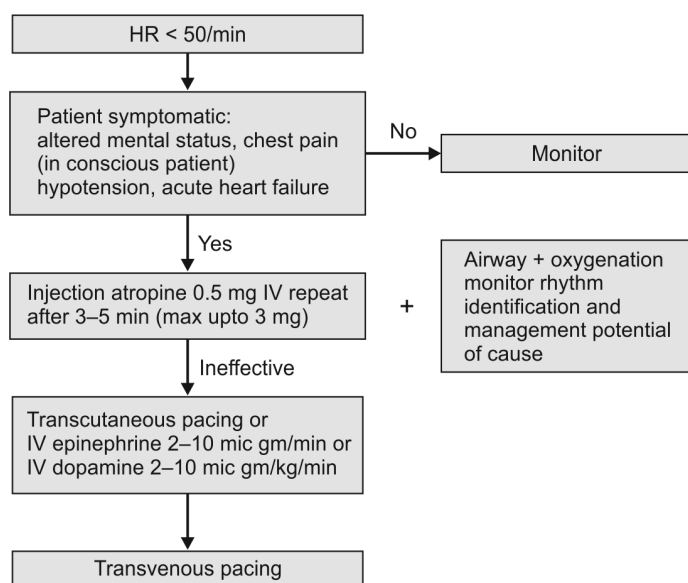 HR < 50/min
Patient symptomatic:
altered mental status, chest pain
(in conscious patient)
hypotension, acute heart failure
No
Monitor
Yes
Injection atropine 0.5 mg IV repeat
after 3–5 min (max upto 3 mg)
+
Airway + oxygenation
monitor rhythm
identification and
management potential
of cause
Ineffective
Transcutaneous pacing or
IV epinephrine 2–10 mic gm/min or
IV dopamine 2–10 mic gm/kg/min
Transvenous pacing